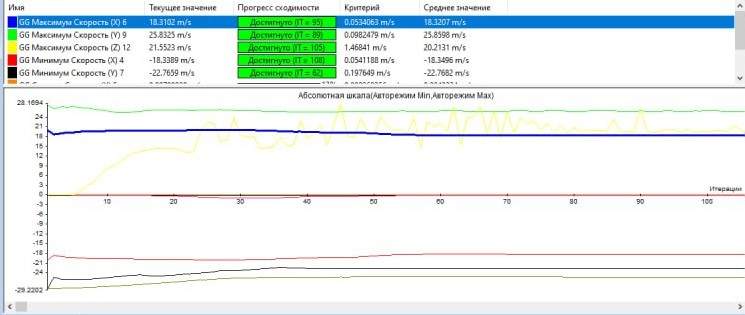 Имя Текущее значение Прогресс сходимости Критерий Среднее значение
GG Максимум Скорость (X) 6 18.3102 m/s Достигнуто (IT = 95) 0.0534063 m/s 18.3207 m/s
GG Максимум Скорость (Y) 9 25.8325 m/s Достигнуто (IT = 89) 0.0982479 m/s 25.8598 m/s
GG Максимум Скорость (Z) 12 21.5523 m/s Достигнуто (IT = 105) 1.46841 m/s 20.2131 m/s
GG Минимум Скорость (X) 4 -18.3389 m/s Достигнуто (IT = 108) 0.0541188 m/s -18.3496 m/s
GG Минимум Скорость (Y) 7 -22.7659 m/s Достигнуто (IT = 62) 0.197649 m/s -22.7682 m/s
Абсолютная шкала(Авторежим Min,Авторежим Max)
28.1694
24
21
18
15
12
9
6
3
0
Итерации
10 20 30 40 50 60 70 80 90 100
-3
-6
-9
-12
-15
-18
-21
-24
-29.2202